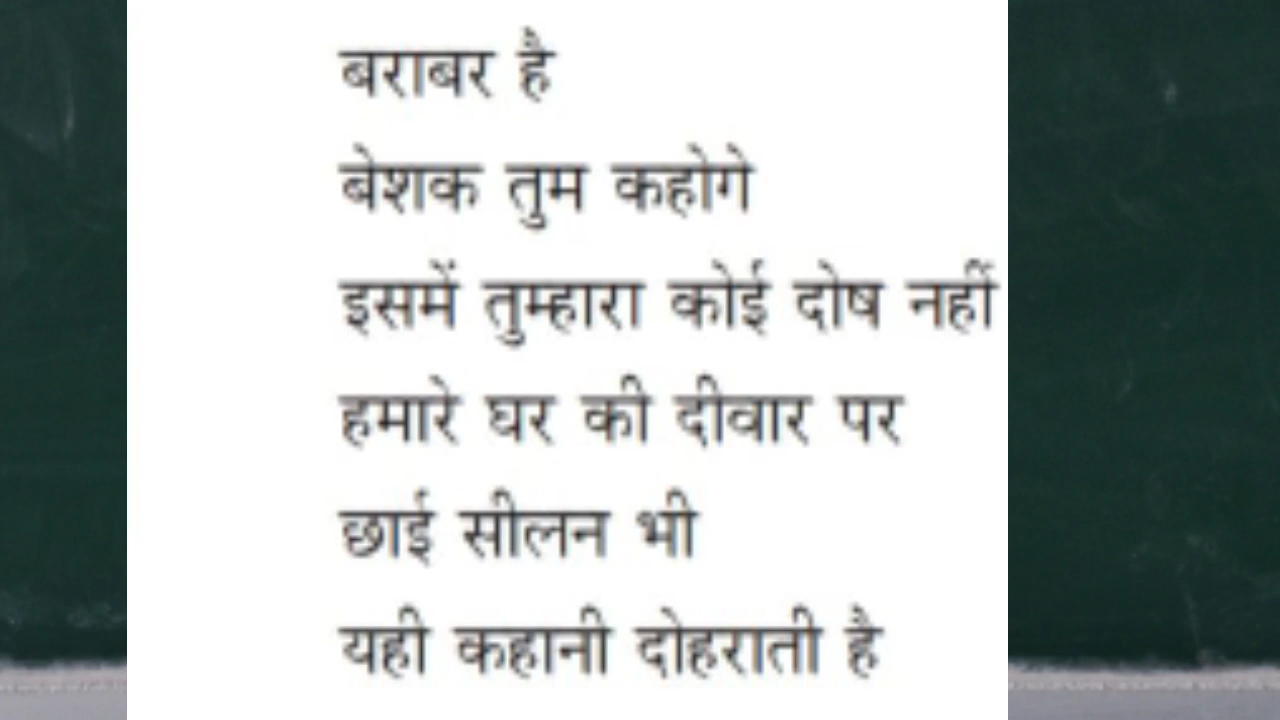 बराबर है
बेशक तुम कहोगे
इसमें तुम्हारा कोई दोष नहीं
हमारे घर की दीवार पर
छाई सीलन भी
यही कहानी दोहराती है